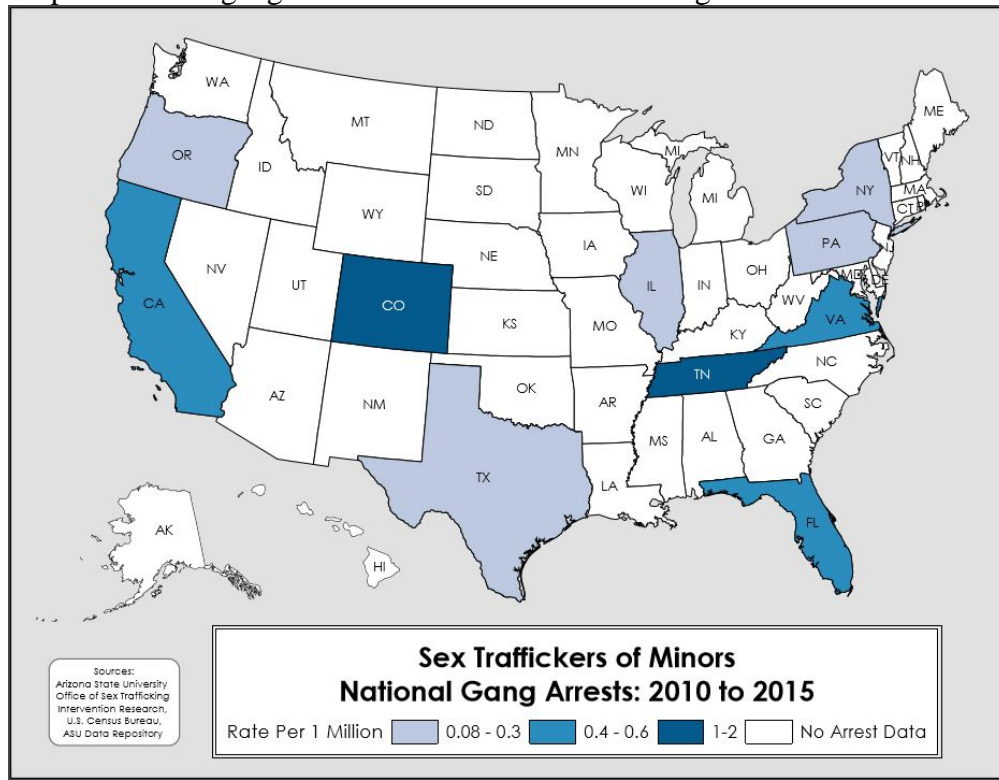 WA
MT
ND
MN
ME
OR
ID
SD
WI
MI
MI
VT
NH
NY
MA
CT
WY
IA
PA
NE
NV
UT
CO
IL
IN
OH
MD
DE
WV
VA
CA
KS
MO
KY
NC
TN
AZ
NM
OK
AR
SC
MS
AL
GA
TX
LA
FL
AK
HI
Sex Traffickers of Minors
National Gang Arrests: 2010 to 2015
Rate Per 1 Million 0.08 - 0.3 0.4 - 0.6 1-2 No Arrest Data
Sources:
Arizona State University
Office of Sex Trafficking
Intervention Research,
U.S. Census Bureau,
ASU Data Repository